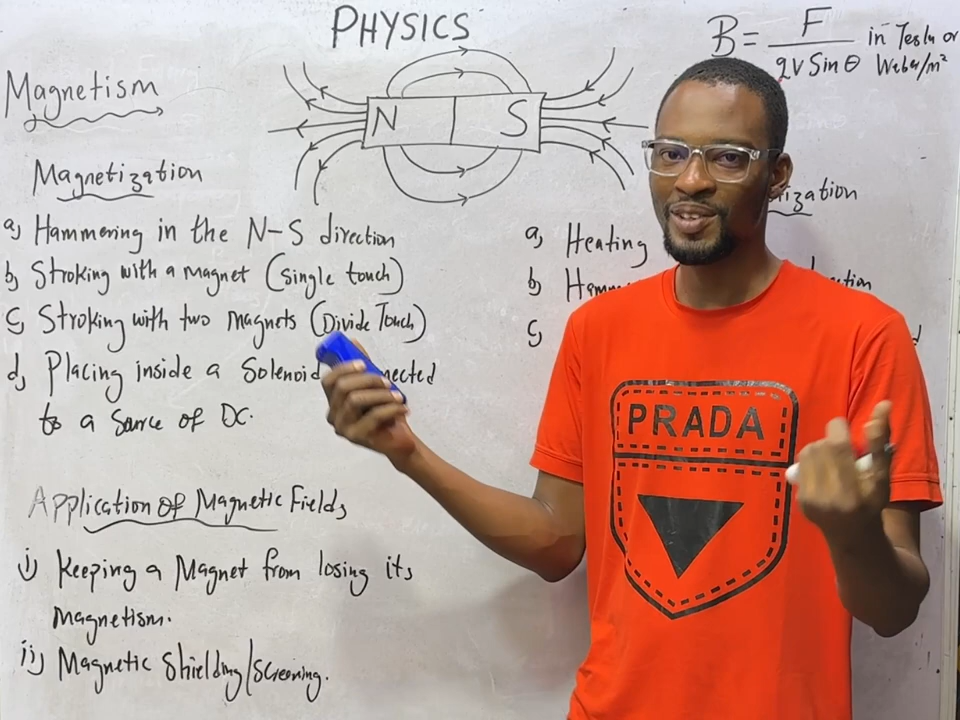 PHYSICS
B = F / qv Sin θ in Tesla or Weber/m²
Magnetism
N S
Magnetization
a) Hammering in the N-S direction
b) Stroking with a magnet (Single touch)
c) Stroking with two magnets (Divide Touch)
d) Placing inside a Solenoid
to a Source of DC.
Application of Magnetic Fields
i) Keeping a Magnet from losing its
Magnetism.
ii) Magnetic Shielding/Screening.
a) Heating
b)
c)
PRADA